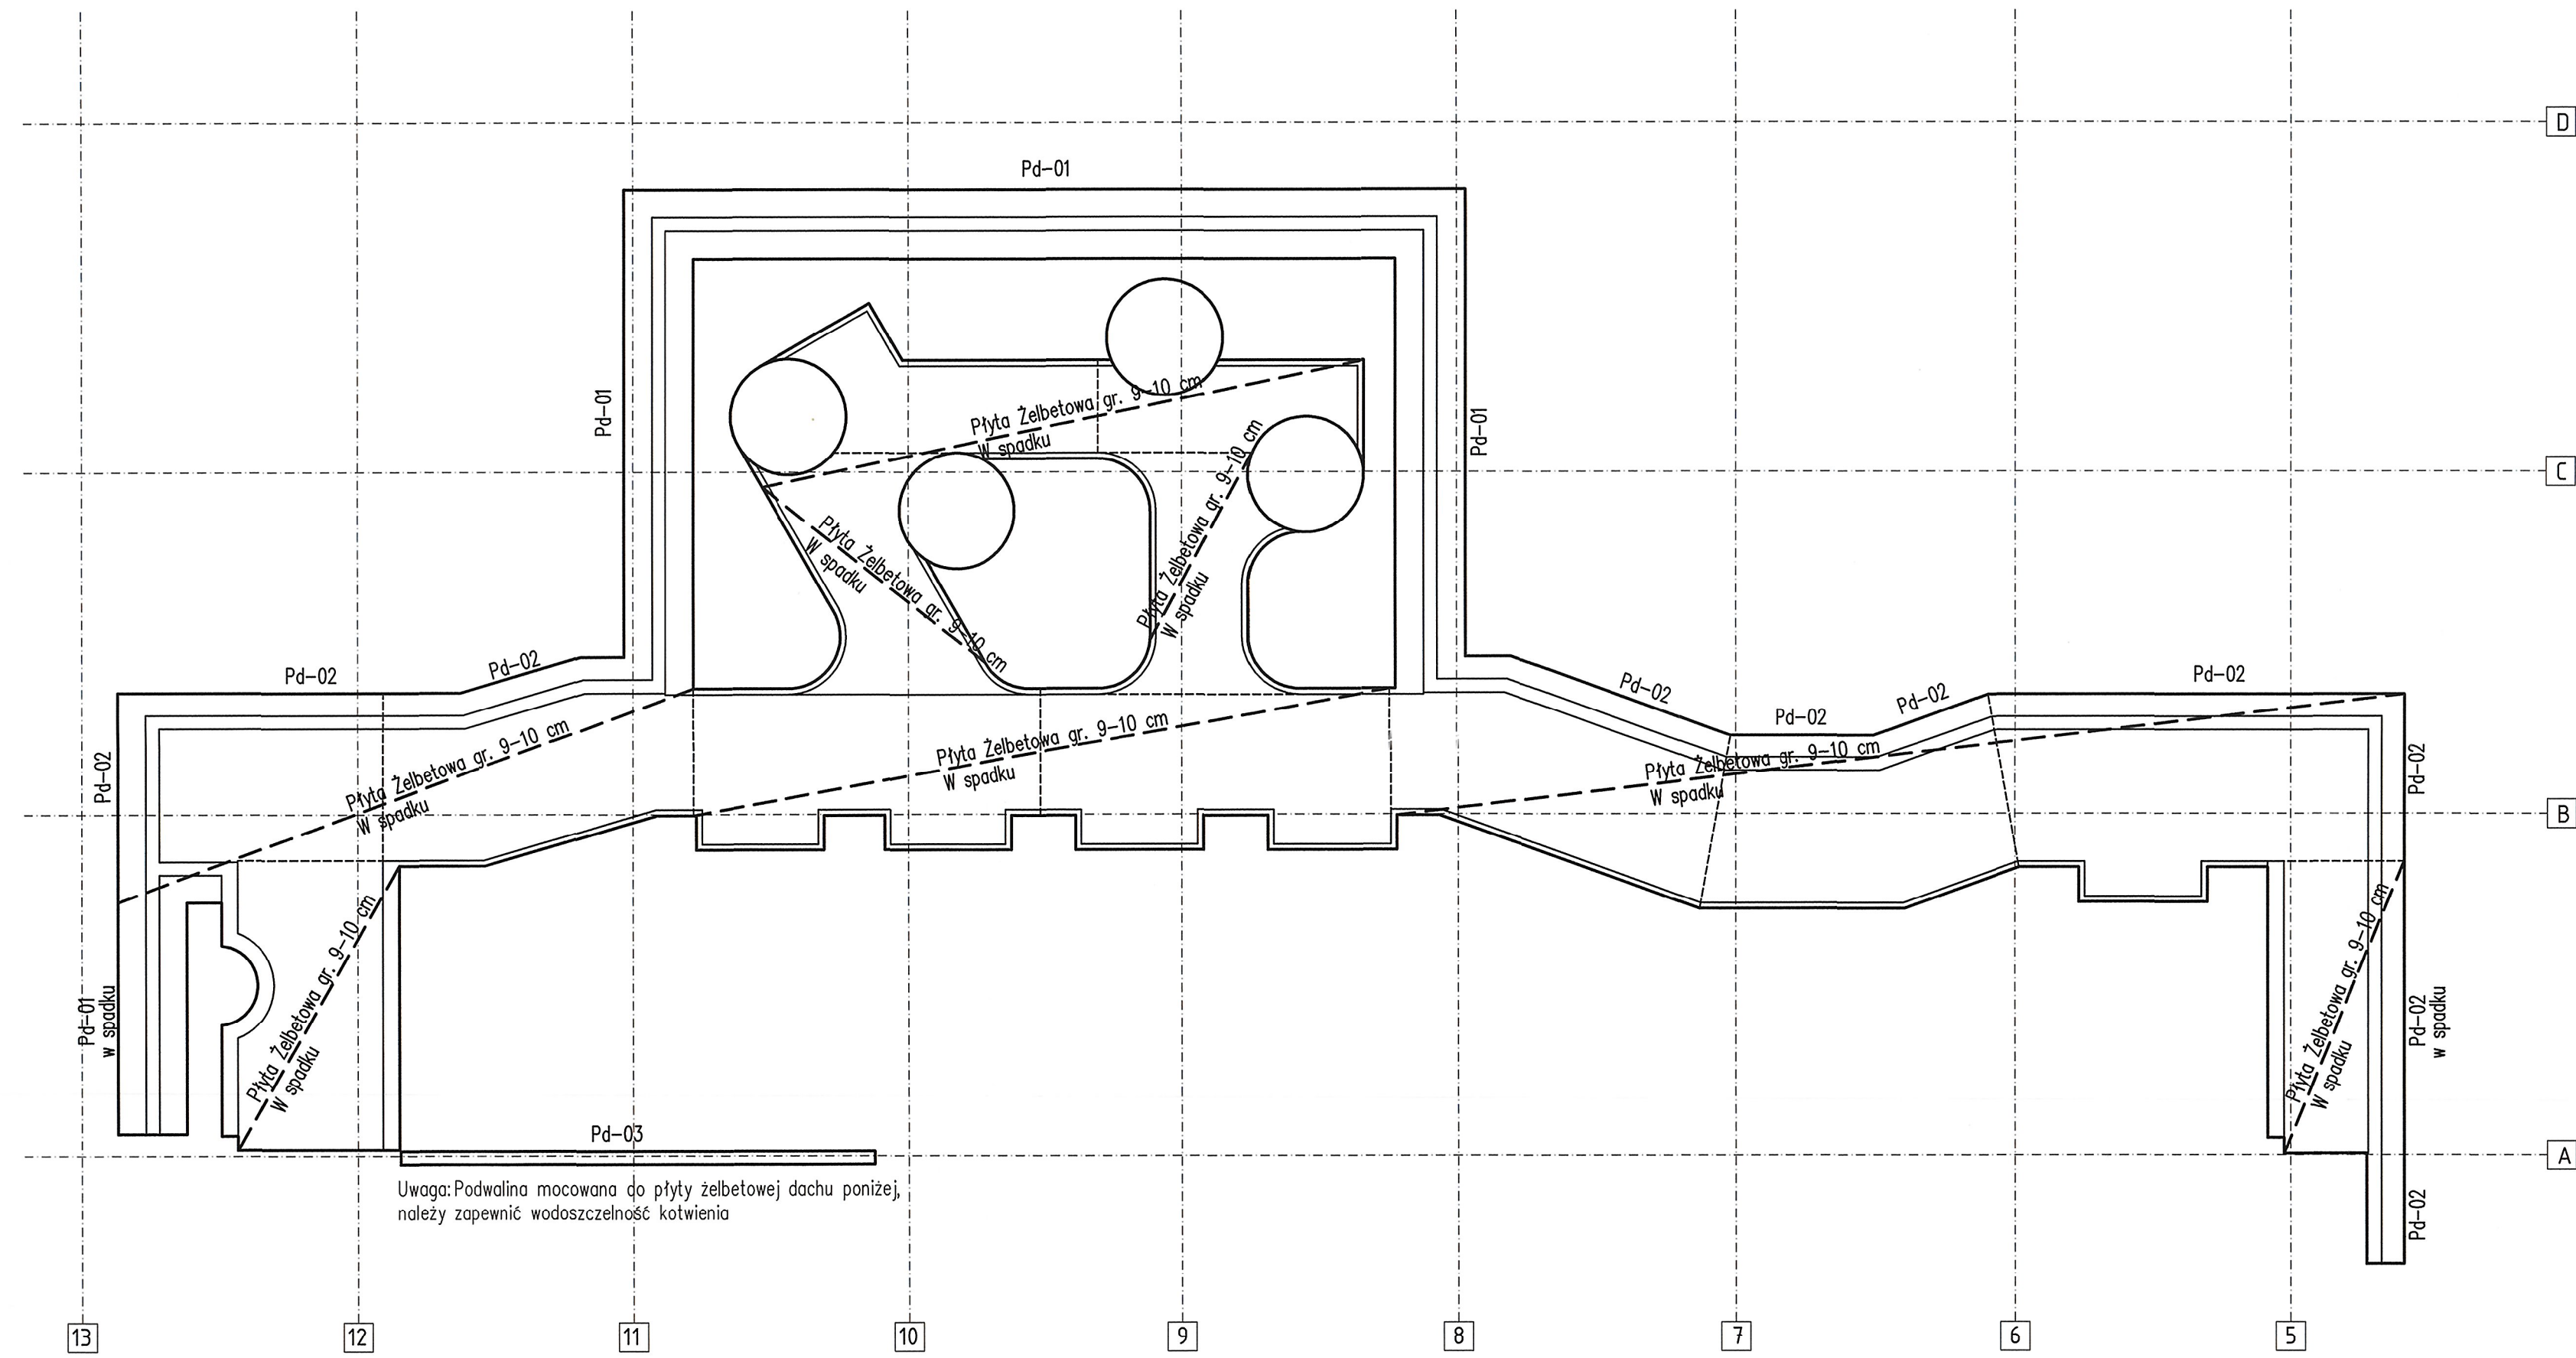 D
Pd-01
Pd-01
Pd-01
Płyta Żelbetowa gr. 9-10 cm
W spadku
C
Płyta Żelbetowa gr. 9-10 cm
W spadku
Płyta Żelbetowa gr. 9-10 cm
W spadku
Pd-02
Pd-02
Pd-02
Pd-02
Pd-02
Pd-02
Pd-02
Pd-02
Płyta Żelbetowa gr. 9-10 cm
W spadku
Płyta Żelbetowa gr. 9-10 cm
W spadku
Płyta Żelbetowa gr. 9-10 cm
W spadku
B
Pd-01
w spadku
Płyta Żelbetowa gr. 9-10 cm
W spadku
Płyta Żelbetowa gr. 9-10 cm
W spadku
Pd-02
w spadku
Pd-03
A
Uwaga: Podwalina mocowana do płyty żelbetowej dachu poniżej,
należy zapewnić wodoszczelność kotwienia
Pd-02
13
12
11
10
9
8
7
6
5